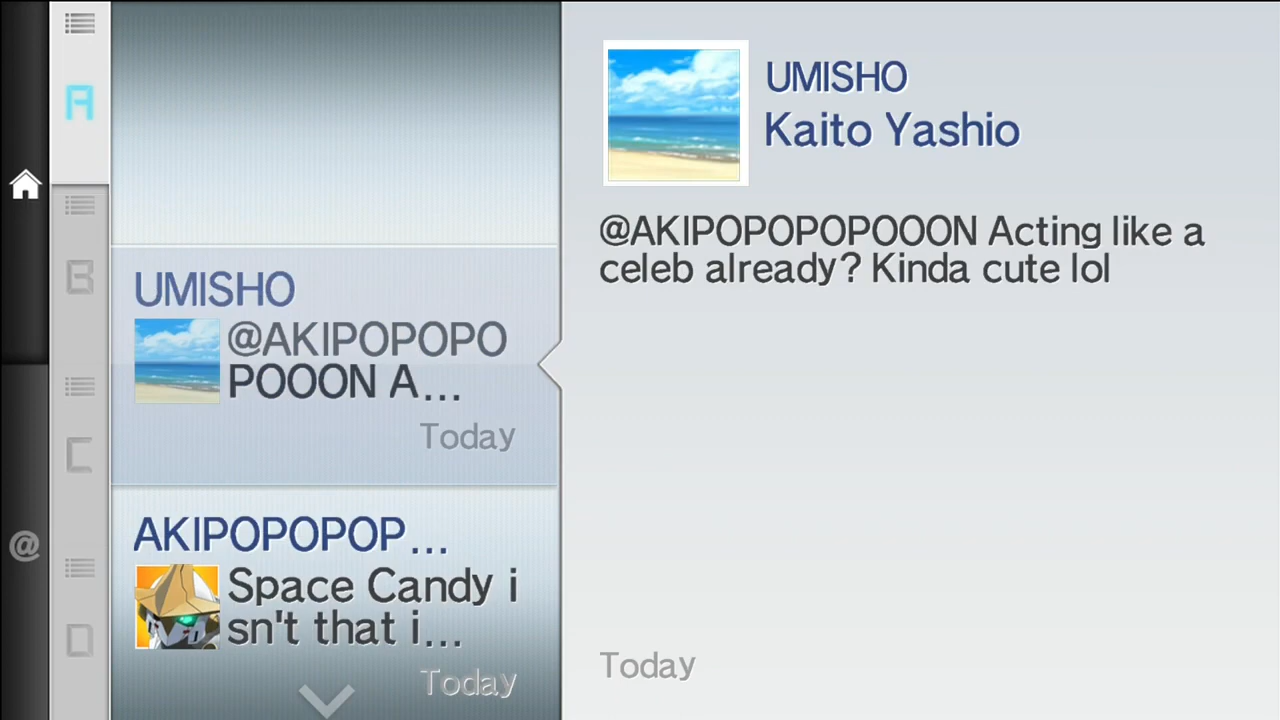 A
B
C
D
@
UMISHO
@AKIPOPOPO
POOON A...
Today
AKIPOPOPOP...
Space Candy i
sn't that i...
Today
UMISHO
Kaito Yashio
@AKIPOPOPOPOOON Acting like a
celeb already? Kinda cute lol
Today